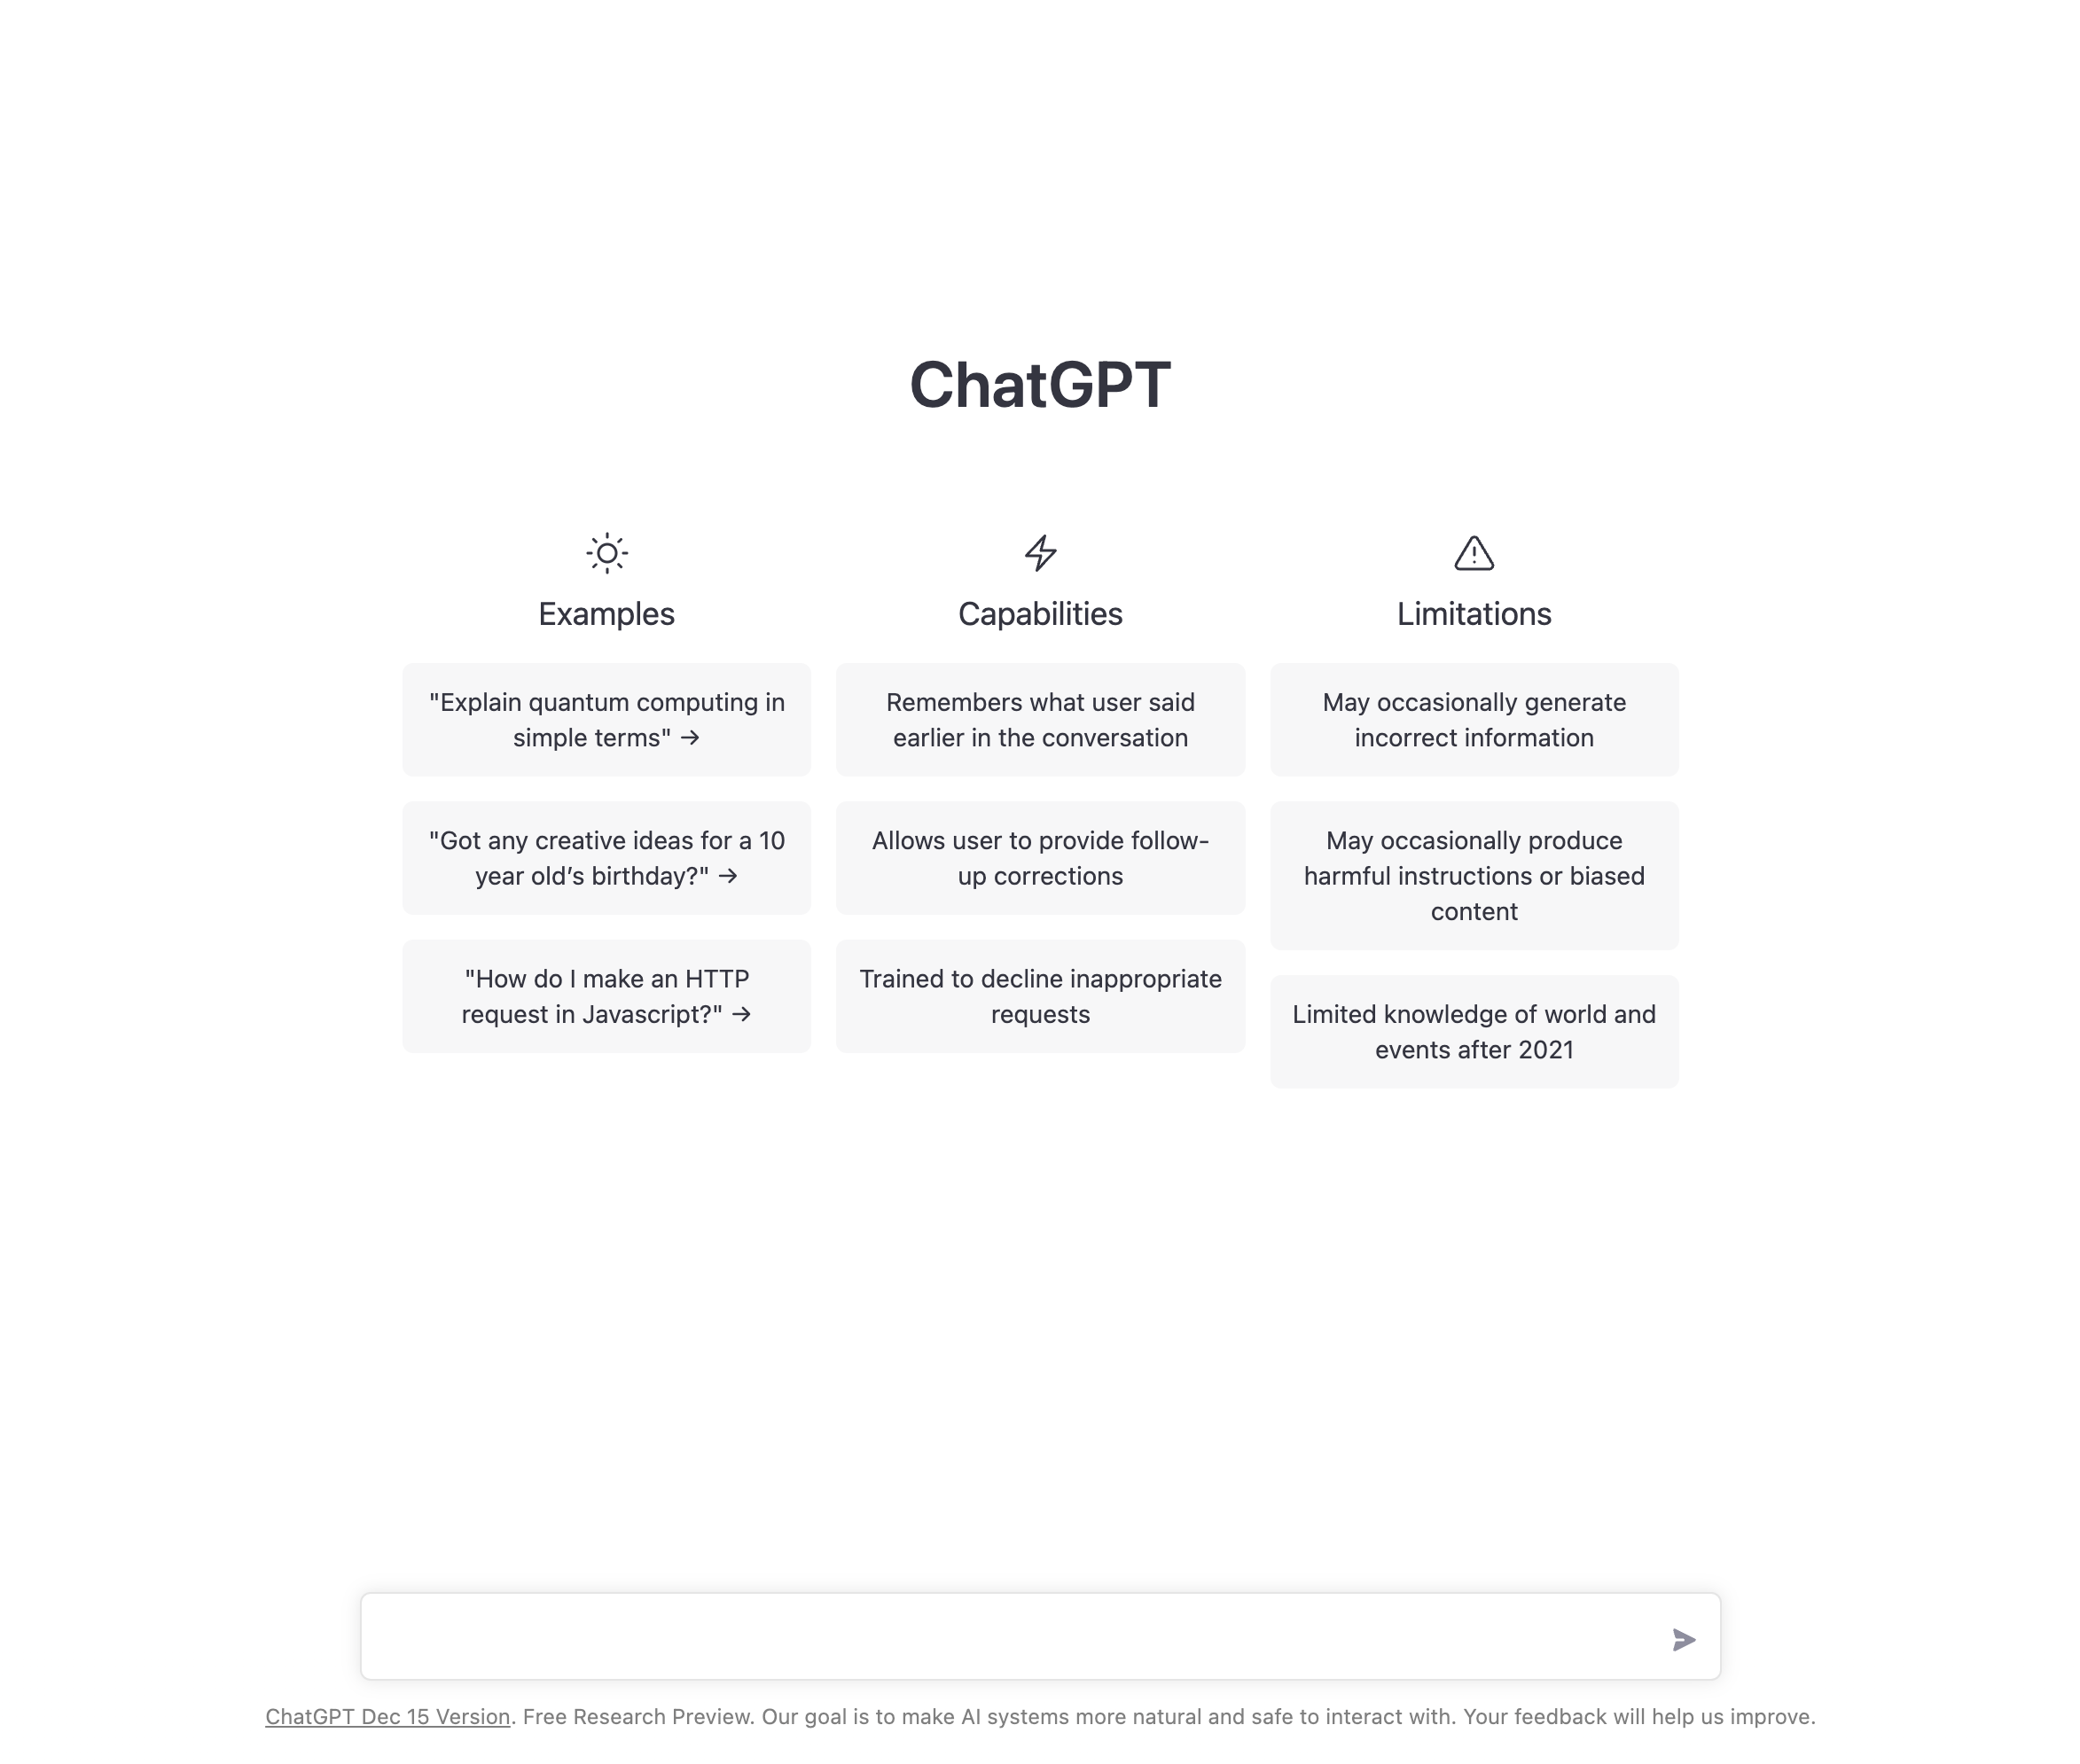 ChatGPT
Examples
"Explain quantum computing in
simple terms" →
"Got any creative ideas for a 10
year old’s birthday?" →
"How do I make an HTTP
request in Javascript?" →
Capabilities
Remembers what user said
earlier in the conversation
Allows user to provide follow-
up corrections
Trained to decline inappropriate
requests
Limitations
May occasionally generate
incorrect information
May occasionally produce
harmful instructions or biased
content
Limited knowledge of world and
events after 2021
ChatGPT Dec 15 Version. Free Research Preview. Our goal is to make AI systems more natural and safe to interact with. Your feedback will help us improve.